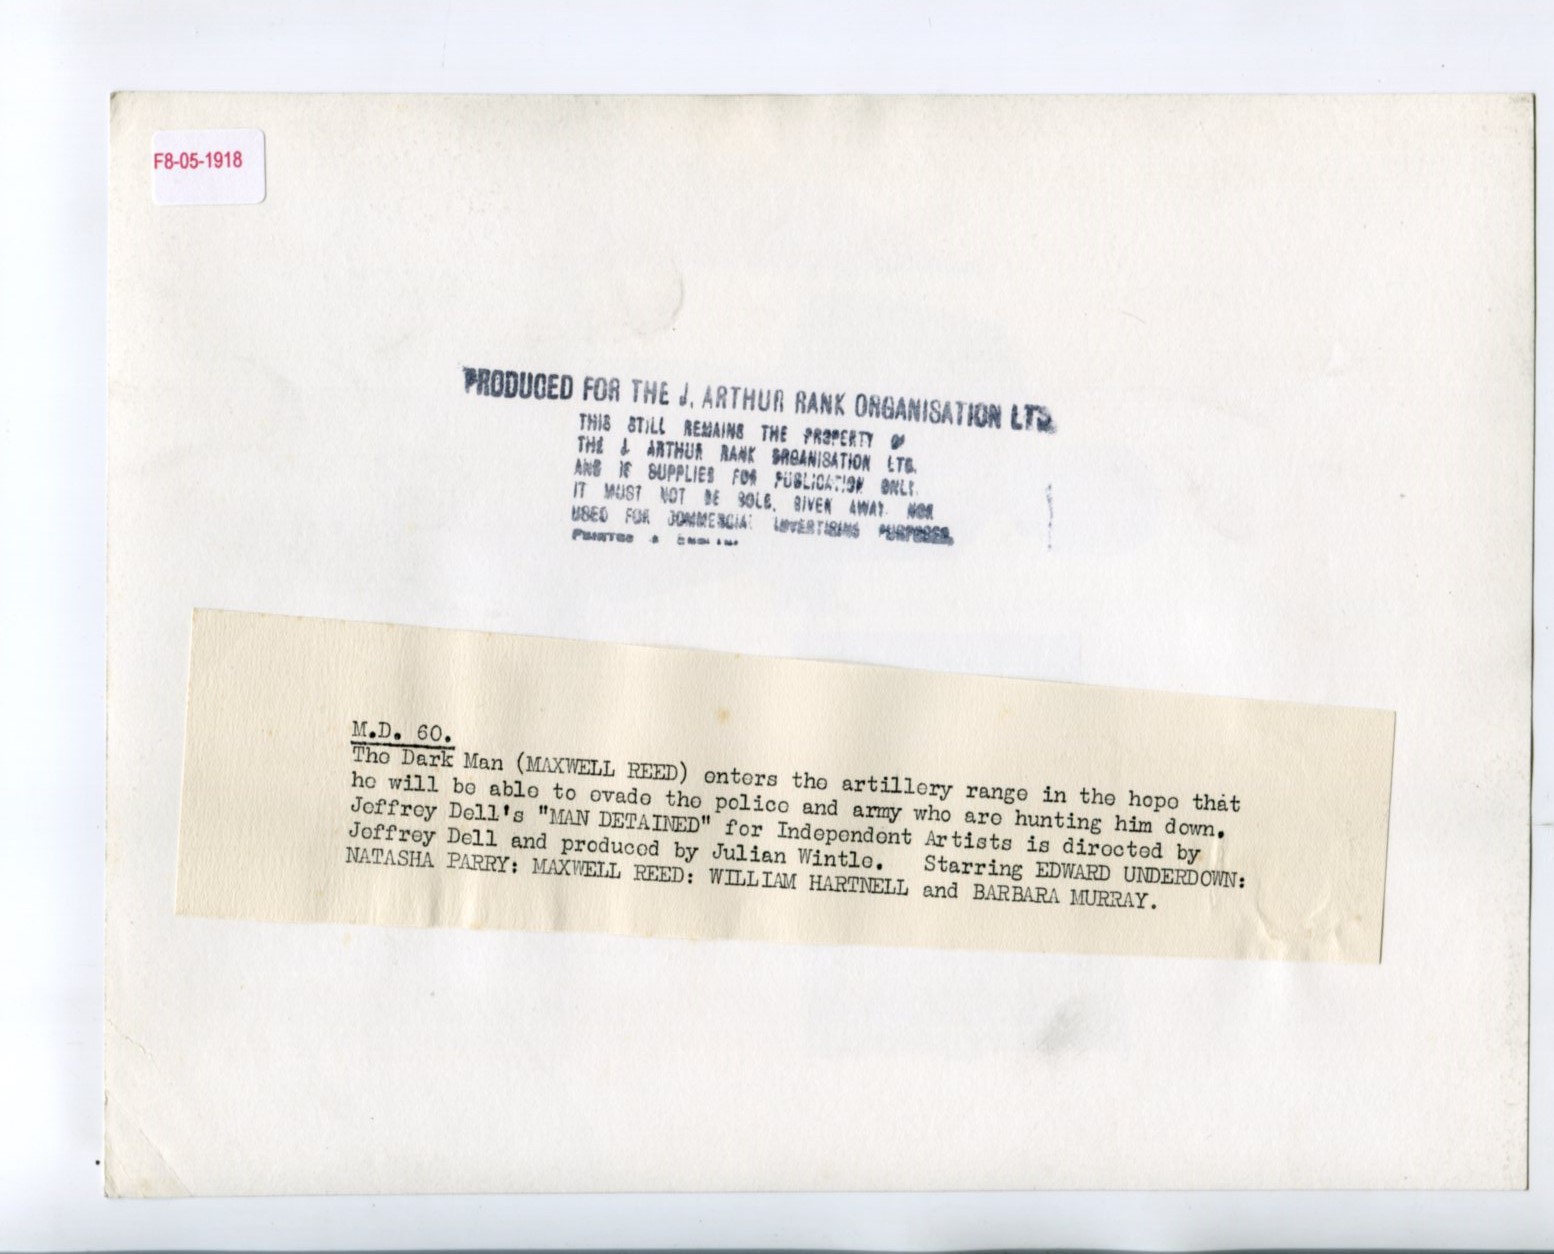 F8-05-1918
PRODUCED FOR THE J. ARTHUR RANK ORGANISATION LTD.
THIS STILL REMAINS THE PROPERTY OF
THE J. ARTHUR RANK ORGANISATION LTD.
AND IS SUPPLIED FOR PUBLICATION ONLY.
IT MUST NOT BE SOLD, GIVEN AWAY NOR
USED FOR COMMERCIAL ADVERTISING PURPOSES.
M.D. 60.
The Dark Man (MAXWELL REED) enters the artillery range in the hope that
he will be able to evade the police and army who are hunting him down.
Jeffrey Dell's "MAN DETAINED" for Independent Artists is directed by
Jeffrey Dell and produced by Julian Wintle. Starring EDWARD UNDERDOWN:
NATASHA PARRY: MAXWELL REED: WILLIAM HARTNELL and BARBARA MURRAY.